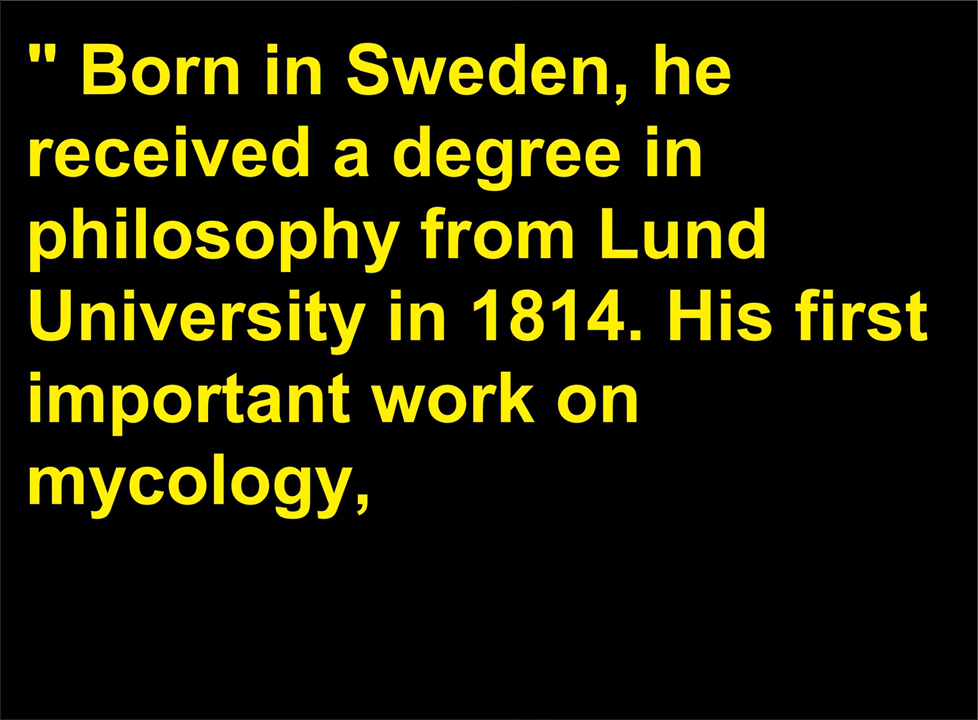 " Born in Sweden, he
received a degree in
philosophy from Lund
University in 1814. His first
important work on
mycology,